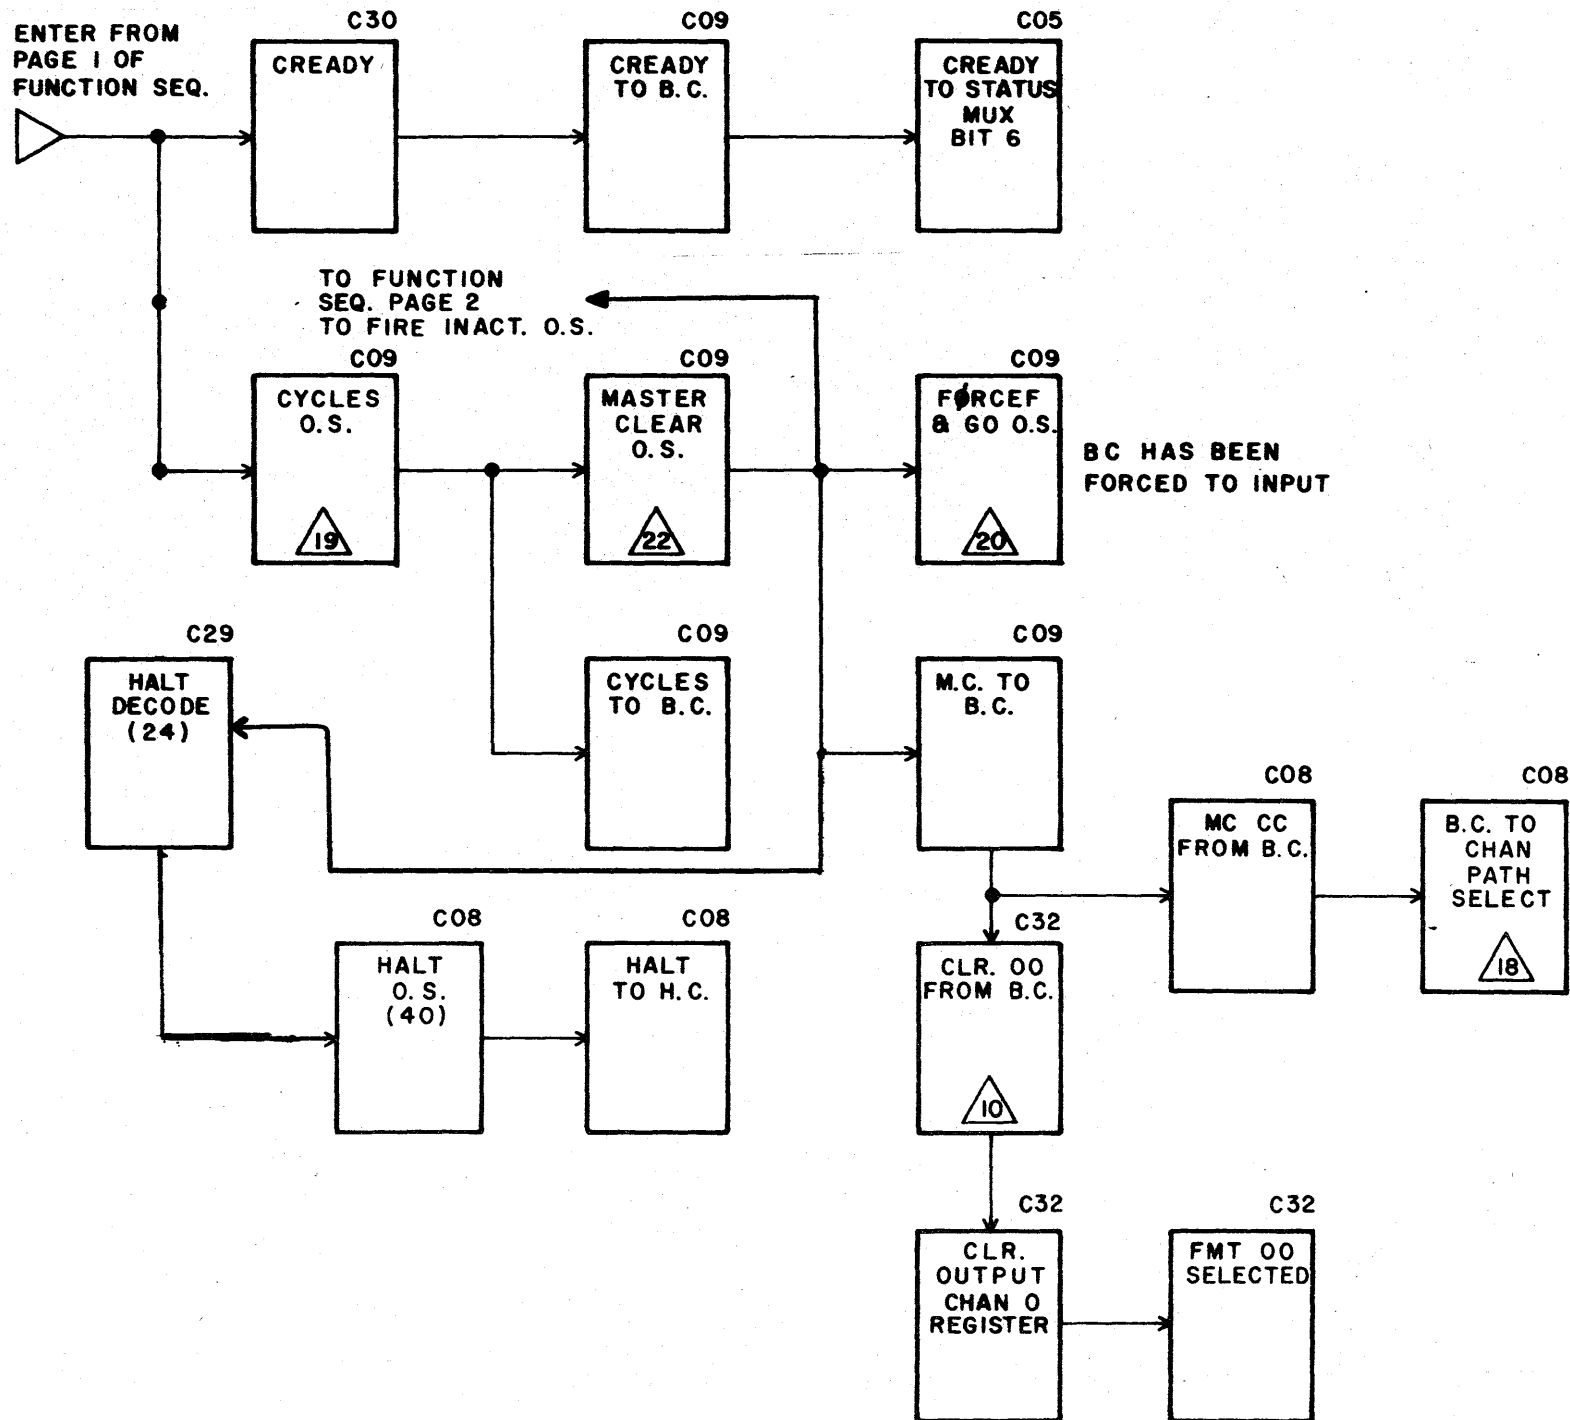 ENTER FROM
PAGE 1 OF
FUNCTION SEQ.
C30
CREADY
C09
CREADY
TO B.C.
C05
CREADY
TO STATUS
MUX
BIT 6
TO FUNCTION
SEQ. PAGE 2
TO FIRE INACT. O.S.
C09
CYCLES
O.S.
19
C09
MASTER
CLEAR
O.S.
22
C09
FØRCEF
& GO O.S.
20
BC HAS BEEN
FORCED TO INPUT
C29
HALT
DECODE
(24)
C09
CYCLES
TO B.C.
C09
M.C. TO
B.C.
C08
MC CC
FROM B.C.
C08
B.C. TO
CHAN
PATH
SELECT
18
C08
HALT
O.S.
(40)
C08
HALT
TO H.C.
C32
CLR. 00
FROM B.C.
10
C32
CLR.
OUTPUT
CHAN 0
REGISTER
C32
FMT 00
SELECTED